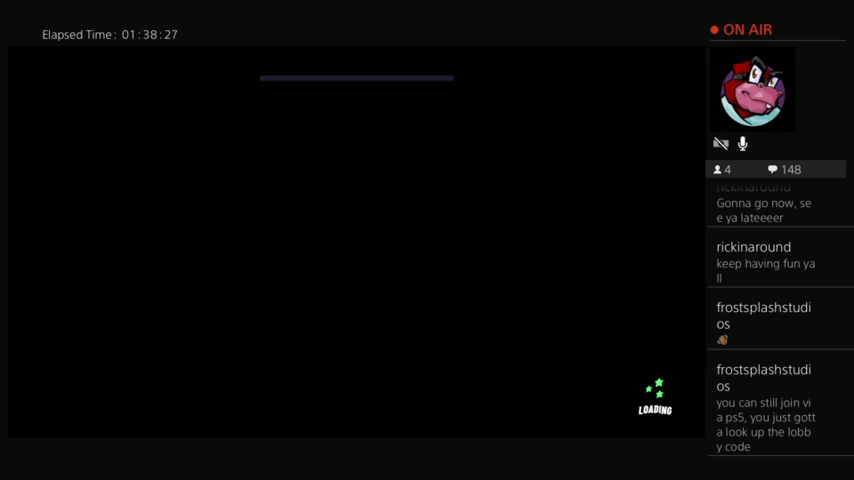 Elapsed Time: 01:38:27
ON AIR
4
148
rickinaround
Gonna go now, se
e ya lateeeer
rickinaround
keep having fun ya
ll
frostsplashstudi
os
frostsplashstudi
os
you can still join vi
a ps5, you just gott
a look up the lobb
y code
LOADING